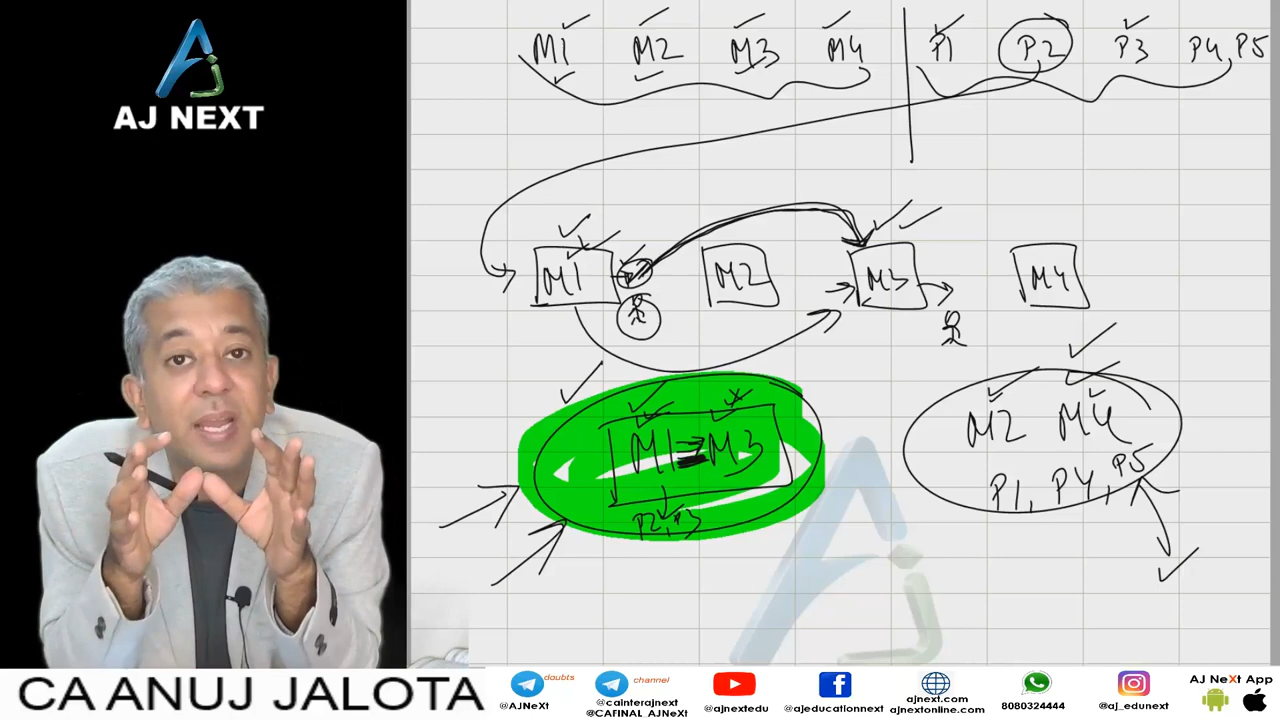 M1 M2 M3 M4 P1 P2 P3 P4, P5
AJ NEXT
M1 M2 M3 M4
M1 → M3
P2, P3
M2 M4
P1, P4, P5
CA ANUJ JALOTA
doubts
@AJNeXt
channel
@cainterajnext
@CAFINAL_AJNeXt
@ajnextedu
@ajeducationnext
ajnext.com
ajnextonline.com
8080324444
@aj_edunext
AJ NeXt App